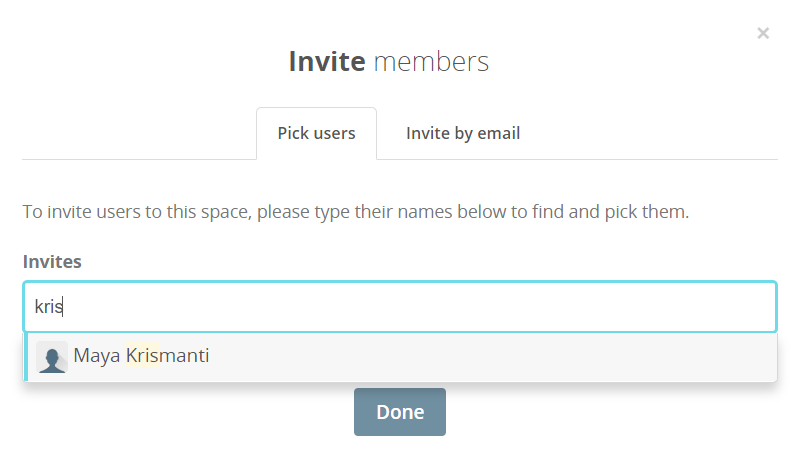 ×
Invite members
Pick users
Invite by email
To invite users to this space, please type their names below to find and pick them.
Invites
kris
Maya Krismanti
Done